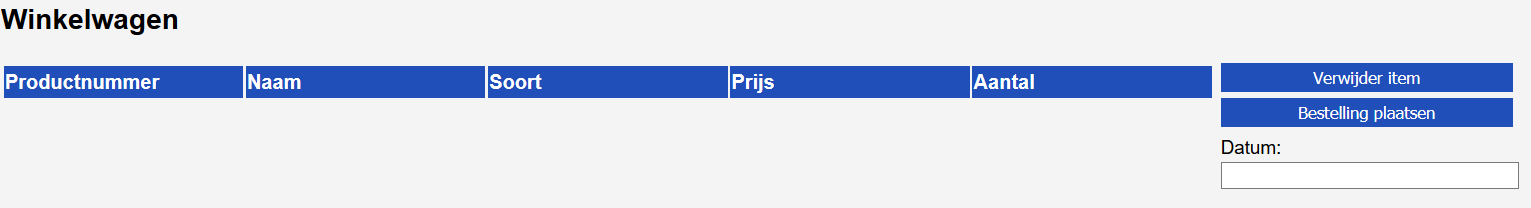 Winkelwagen
Productnummer Naam Soort Prijs Aantal
Verwijder item
Bestelling plaatsen
Datum: